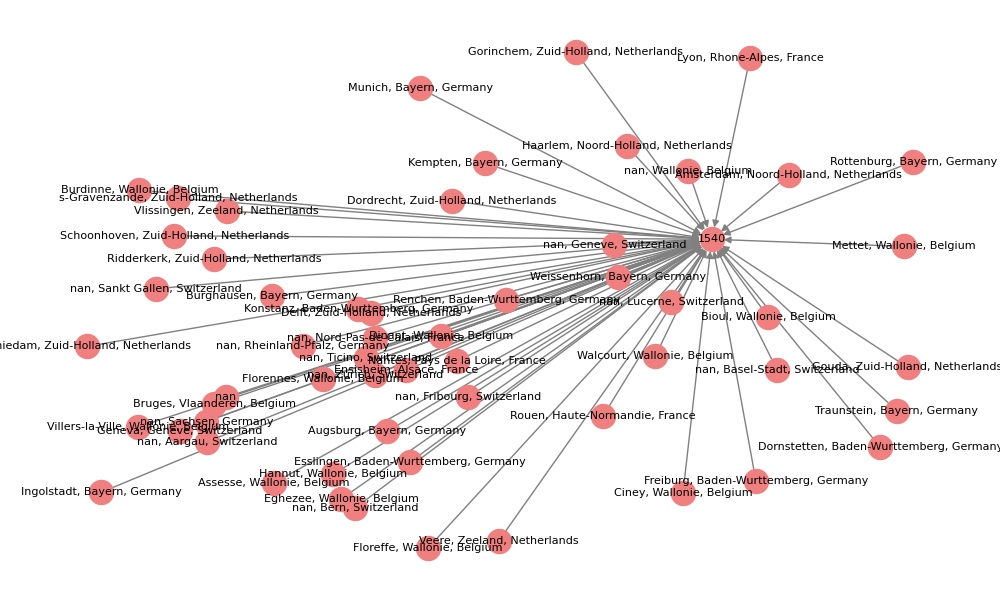 Gorinchem, Zuid-Holland, Netherlands
Lyon, Rhone-Alpes, France
Munich, Bayern, Germany
Haarlem, Noord-Holland, Netherlands
Kempten, Bayern, Germany
Rottenburg, Bayern, Germany
nan, Wallonie, Belgium
Amsterdam, Noord-Holland, Netherlands
Burdinne, Wallonie, Belgium
s-Gravenzande, Zuid-Holland, Netherlands
Dordrecht, Zuid-Holland, Netherlands
Vlissingen, Zeeland, Netherlands
Schoonhoven, Zuid-Holland, Netherlands
1540
nan, Geneve, Switzerland
Mettet, Wallonie, Belgium
Ridderkerk, Zuid-Holland, Netherlands
Weissenhorn, Bayern, Germany
nan, Sankt Gallen, Switzerland
Burghausen, Bayern, Germany
Renchen, Baden-Wurttemberg, Germany
nan, Lucerne, Switzerland
Konstanz, Baden-Wurttemberg, Germany
Delft, Zuid-Holland, Netherlands
Bioul, Wallonie, Belgium
nan, Nord-Pas-de-Calais, France
Dinant, Wallonie, Belgium
hiedam, Zuid-Holland, Netherlands
nan, Rheinland-Pfalz, Germany
nan, Ticino, Switzerland
Nantes, Pays de la Loire, France
Walcourt, Wallonie, Belgium
Ensisheim, Alsace, France
nan, Zurich, Switzerland
nan, Basel-Stadt, Switzerland
Gouda, Zuid-Holland, Netherlands
Florennes, Wallonie, Belgium
nan
nan, Fribourg, Switzerland
Bruges, Vlaanderen, Belgium
Traunstein, Bayern, Germany
Rouen, Haute-Normandie, France
nan, Sachsen, Germany
Villers-la-Ville, Wallonie, Belgium
Geneva, Geneve, Switzerland
Augsburg, Bayern, Germany
nan, Aargau, Switzerland
Dornstetten, Baden-Wurttemberg, Germany
Esslingen, Baden-Wurttemberg, Germany
Hannut, Wallonie, Belgium
Assesse, Wallonie, Belgium
Freiburg, Baden-Wurttemberg, Germany
Ingolstadt, Bayern, Germany
Ciney, Wallonie, Belgium
Eghezee, Wallonie, Belgium
nan, Bern, Switzerland
Veere, Zeeland, Netherlands
Floreffe, Wallonie, Belgium